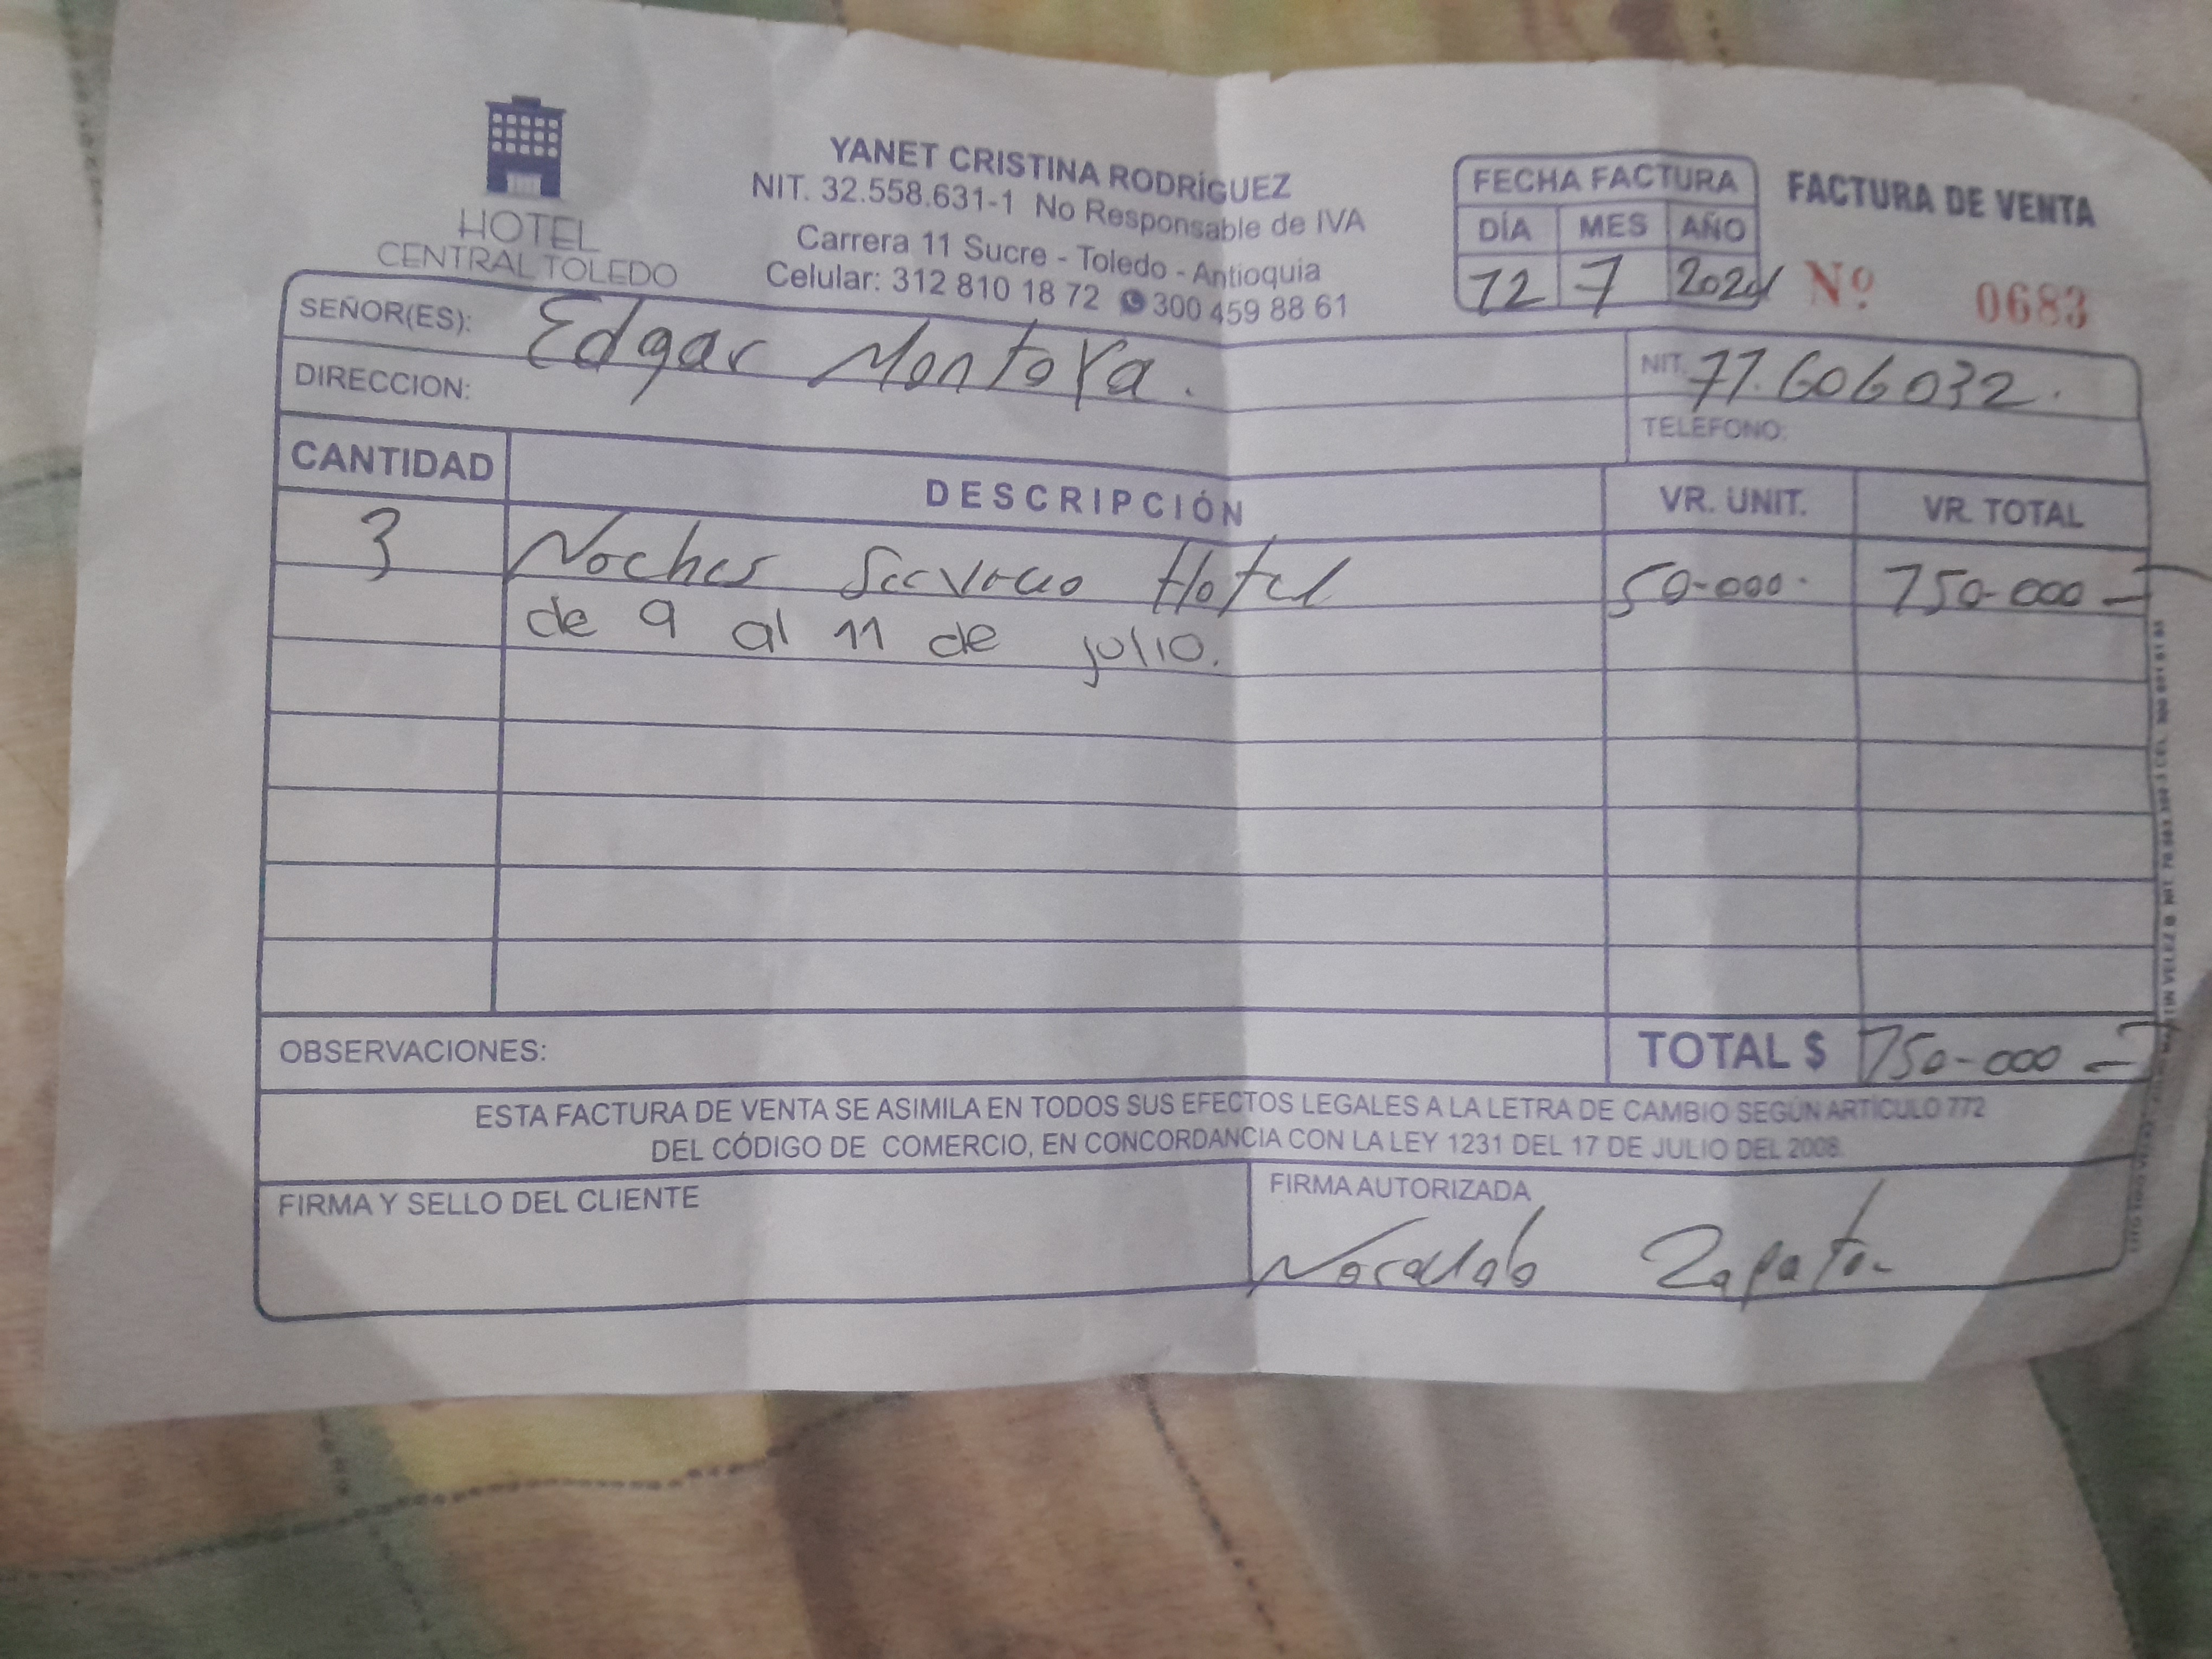 HOTEL
CENTRAL TOLEDO
YANET CRISTINA RODRÍGUEZ
NIT. 32.558.631-1 No Responsable de IVA
Carrera 11 Sucre - Toledo - Antioquia
Celular: 312 810 18 72 300 459 88 61
FECHA FACTURA
DÍA MES AÑO
12 7 2024
FACTURA DE VENTA
Nº 0683
SEÑOR(ES): Edgar Montoya.
NIT. 71.606032.
DIRECCION:
TELEFONO:
CANTIDAD DESCRIPCIÓN VR. UNIT. VR. TOTAL
3 Noches Servicio Hotel 50-000. 150-000
de 9 al 11 de julio.
OBSERVACIONES:
TOTAL $ 150-000
ESTA FACTURA DE VENTA SE ASIMILA EN TODOS SUS EFECTOS LEGALES A LA LETRA DE CAMBIO SEGÚN ARTÍCULO 772
DEL CÓDIGO DE COMERCIO, EN CONCORDANCIA CON LA LEY 1231 DEL 17 DE JULIO DEL 2008.
FIRMA Y SELLO DEL CLIENTE
FIRMA AUTORIZADA
Zapata